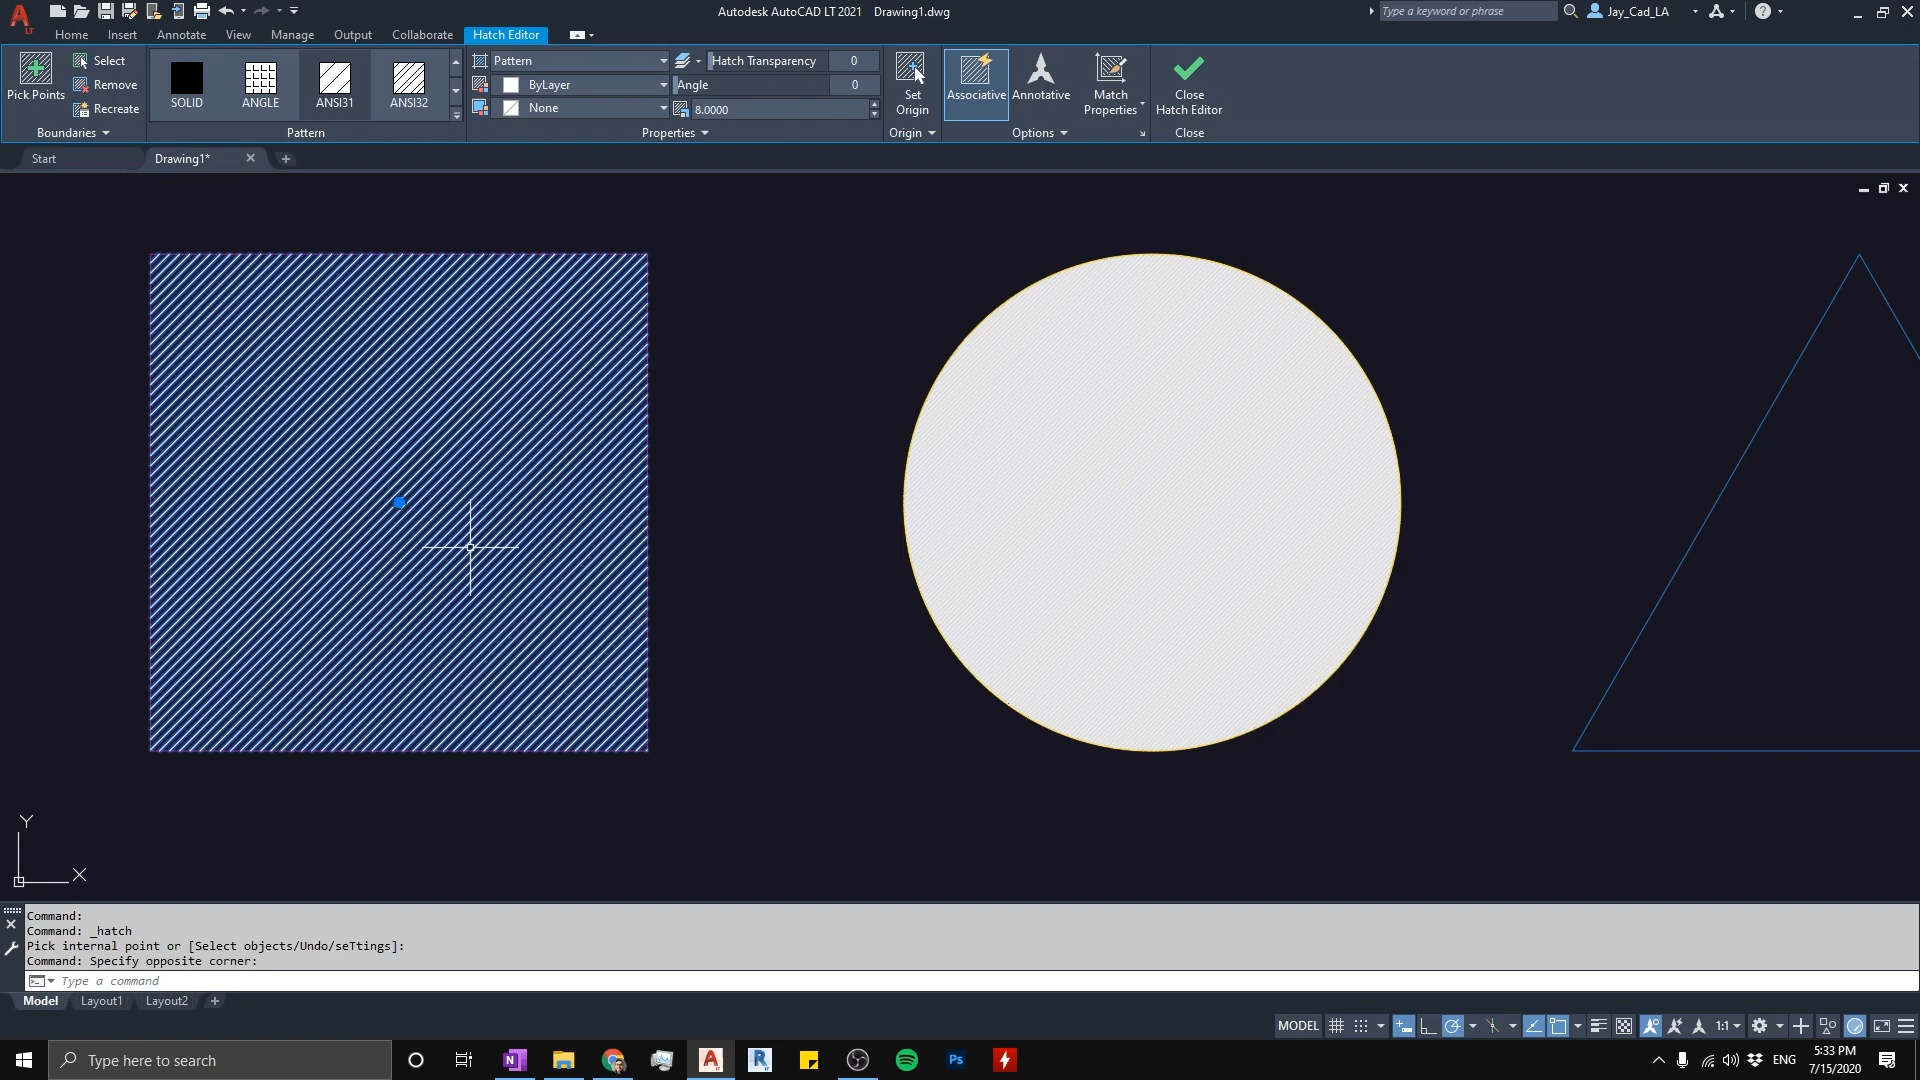 Autodesk AutoCAD LT 2021 Drawing1.dwg
Type a keyword or phrase
Jay_Cad_LA
Home Insert Annotate View Manage Output Collaborate Hatch Editor
Pick Points
Select
Remove
Recreate
Boundaries
SOLID ANGLE ANSI31 ANSI32
Pattern
Pattern
ByLayer
None
Hatch Transparency 0
Angle 0
8.0000
Properties
Set
Origin
Origin
Associative
Annotative
Match
Properties
Options
Close
Hatch Editor
Close
Start Drawing1*
Y
X
Command:
Command: _hatch
Pick internal point or [Select objects/Undo/seTtings]:
Command: Specify opposite corner:
Type a command
Model Layout1 Layout2
MODEL 1:1
Type here to search
N
A
LT
R
Ps
ENG
5:33 PM
7/15/2020